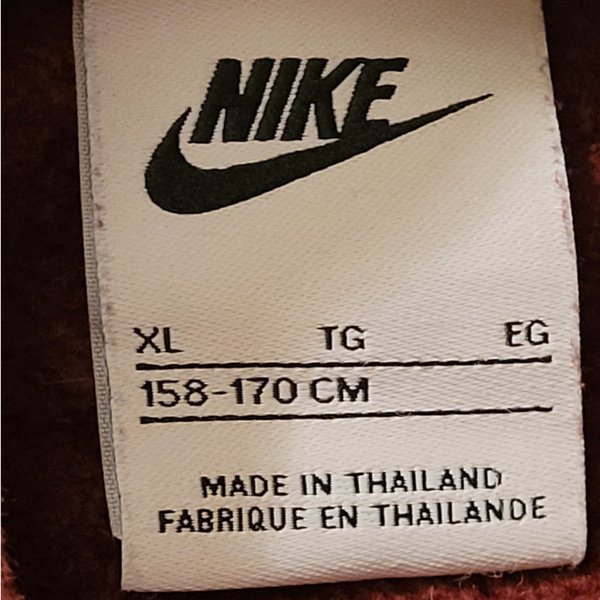 NIKE
XL TG EG
158-170 CM
MADE IN THAILAND
FABRIQUE EN THAILANDE